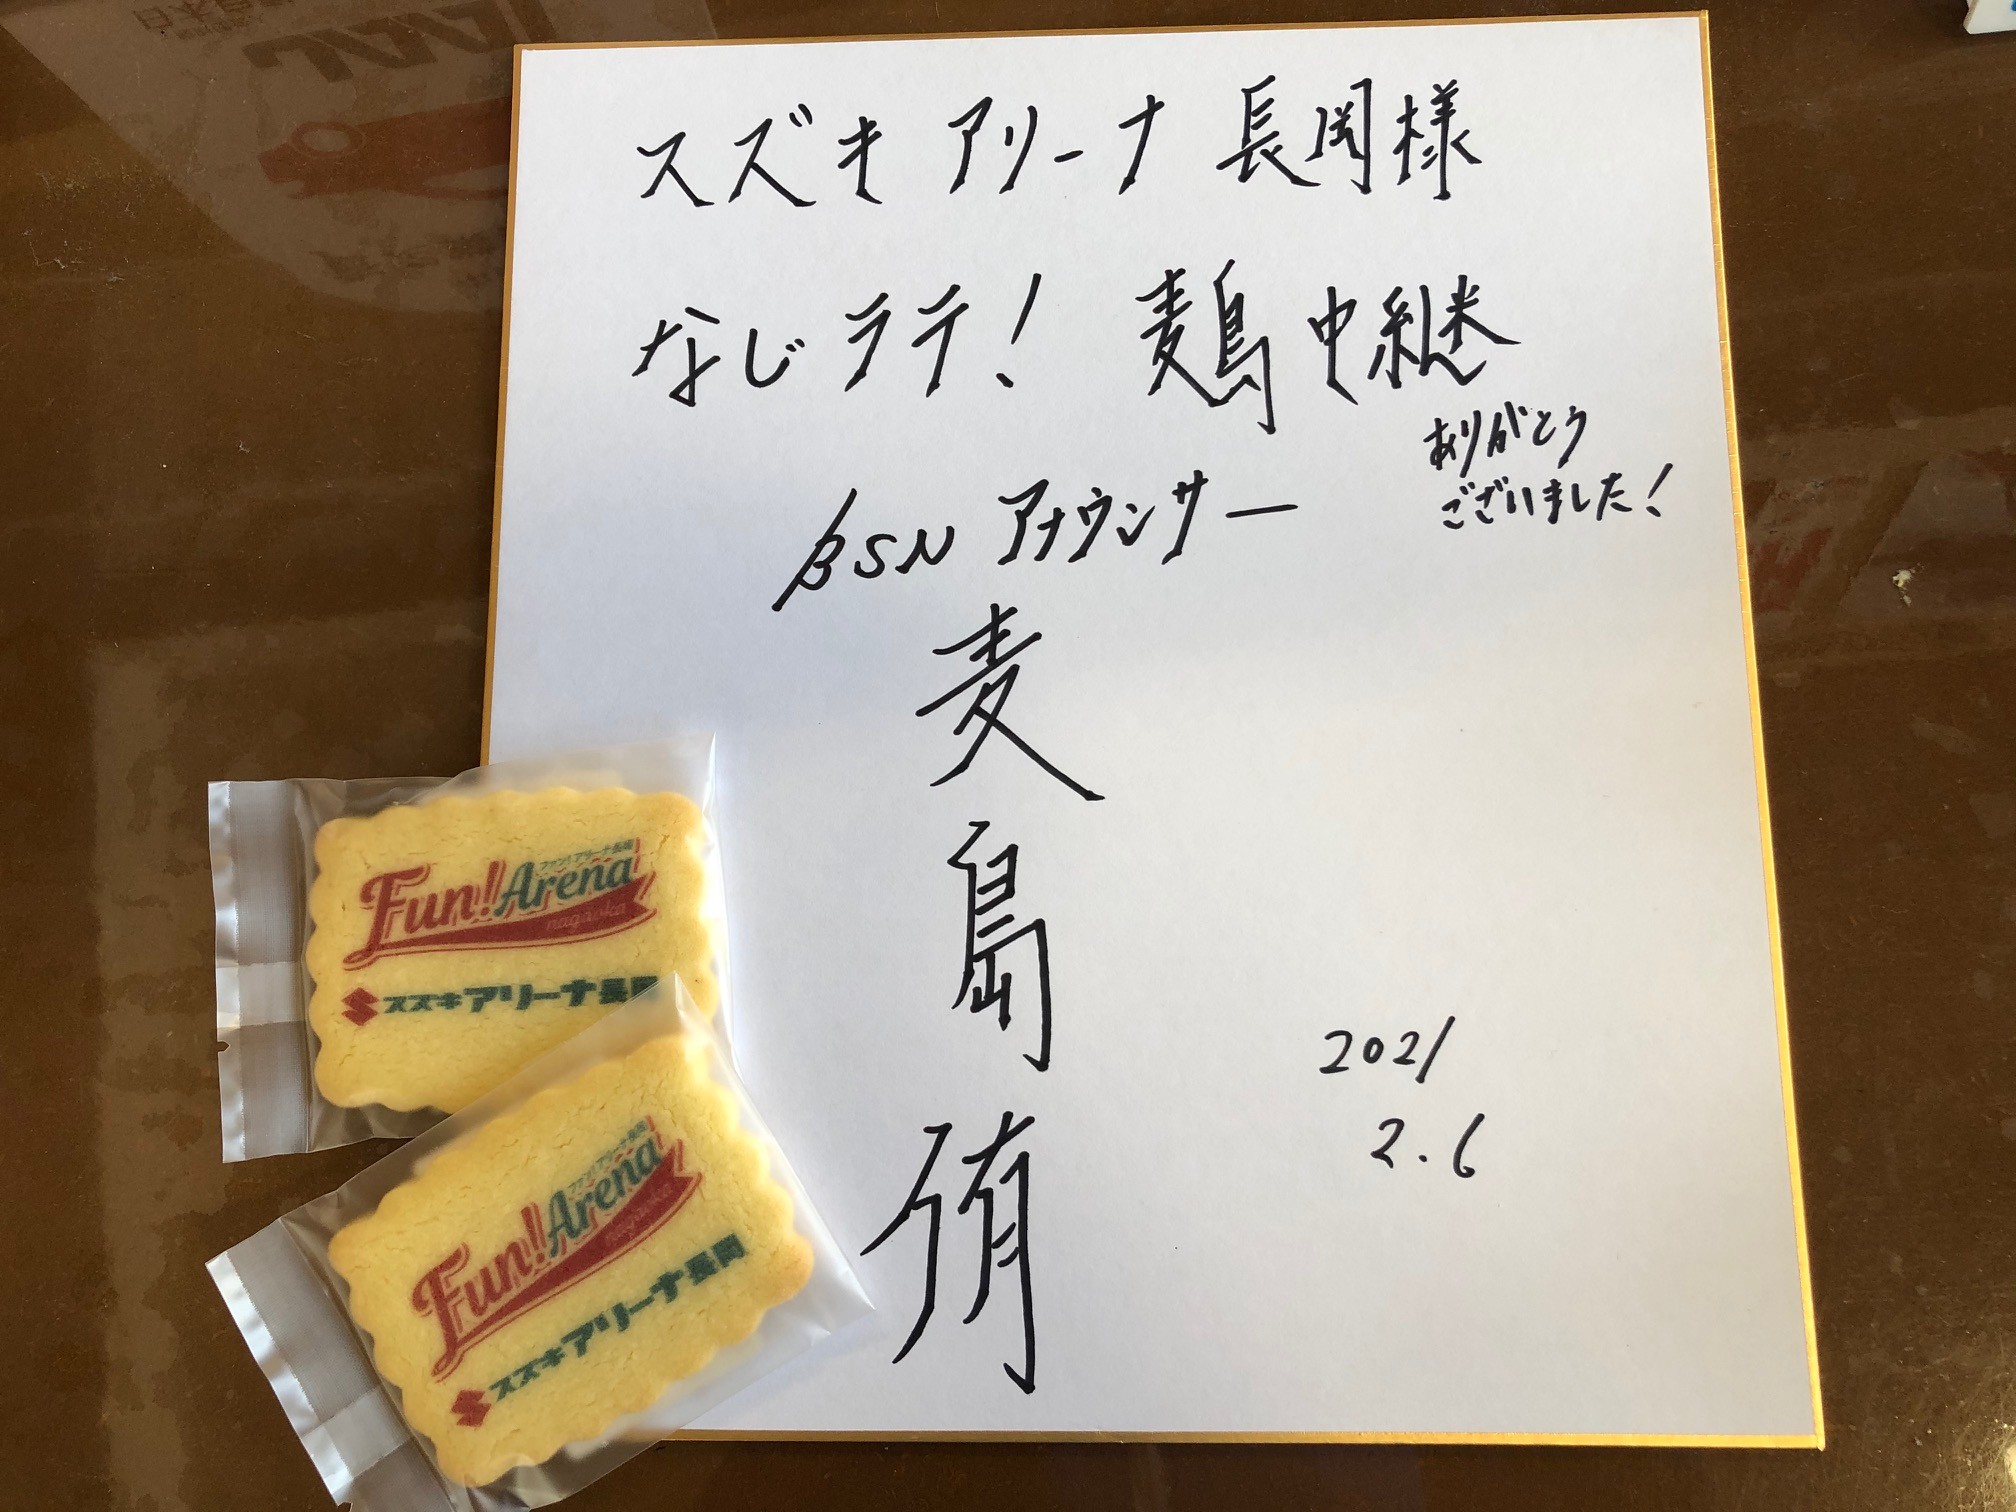 スズキアリーナ長岡様
なじラテ! 麦島中継
ありがとう
ございました!
BSNアナウンサー
麦島侑
2021
2.6
ファン!アリーナ長岡
Fun!Arena
nagaoka
スズキアリーナ長岡
ファン!アリーナ長岡
Fun!Arena
nagaoka
スズキアリーナ長岡